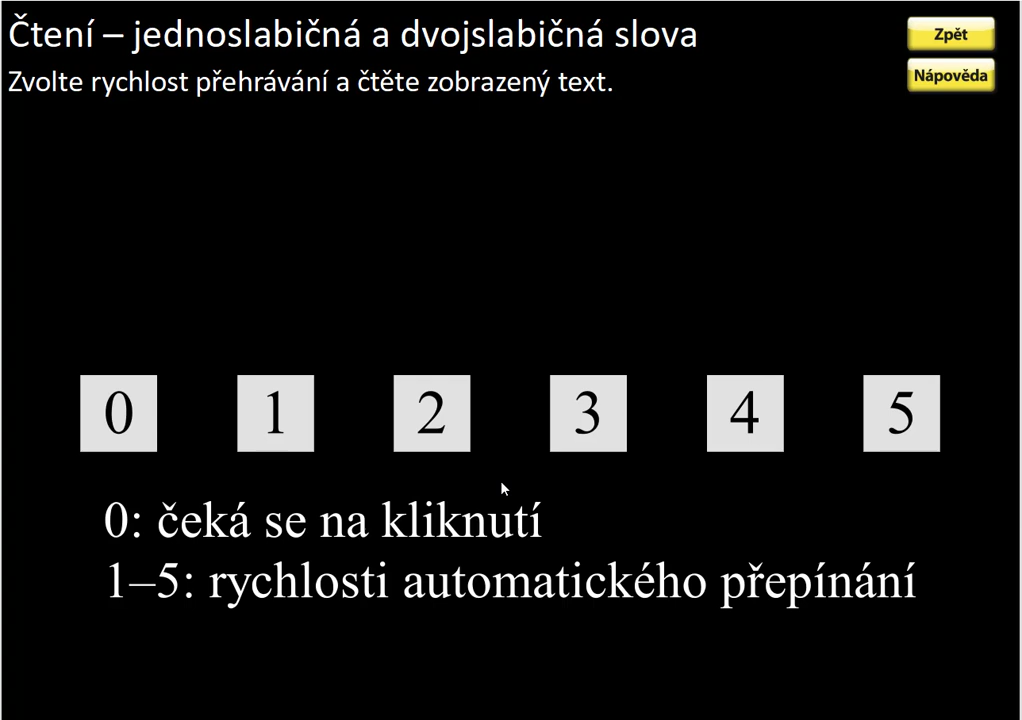 Čtení – jednoslabičná a dvojslabičná slova
Zpět
Zvolte rychlost přehrávání a čtěte zobrazený text.
Nápověda
0 1 2 3 4 5
0: čeká se na kliknutí
1–5: rychlosti automatického přepínání